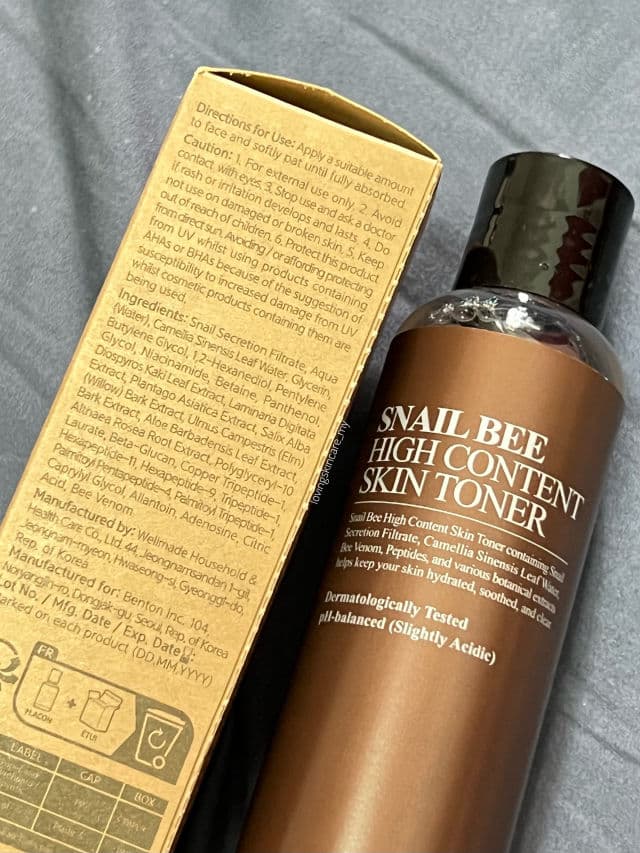 Directions for Use: Apply a suitable amount
to face and softly pat until fully absorbed.
Caution: 1. For external use only. 2. Avoid
contact with eyes. 3. Stop use and ask a doctor
if rash or irritation develops and lasts. 4. Do
not use on damaged or broken skin. 5. Keep
out of reach of children. 6. Protect this product
from direct sun. Avoiding / or affording protecting
from UV whilst using products containing
AHAs or BHAs because of the suggestion of
susceptibility to increased damage from UV
whilst cosmetic products containing them are
being used.
Ingredients: Snail Secretion Filtrate, Aqua
(Water), Camellia Sinensis Leaf Water, Glycerin,
Butylene Glycol, 1,2-Hexanediol, Pentylene
Glycol, Niacinamide, Betaine, Panthenol,
Diospyros Kaki Leaf Extract, Laminaria Digitata
Extract, Plantago Asiatica Extract, Salix Alba
(Willow) Bark Extract, Ulmus Campestris (Elm)
Bark Extract, Aloe Barbadensis Leaf Extract,
Althaea Rosea Root Extract, Polyglyceryl-10
Laurate, Beta-Glucan, Copper Tripeptide-1,
Hexapeptide-11, Hexapeptide-9, Tripeptide-1,
Palmitoyl Pentapeptide-4, Palmitoyl Tripeptide-1,
Caprylyl Glycol, Allantoin, Adenosine, Citric
Acid, Bee Venom
Manufactured by: Wellmade Household &
Health Care Co., Ltd. 44, Jeongnamsandan 1-gil,
Jeongnam-myeon, Hwaseong-si, Gyeonggi-do,
Rep. of Korea
Manufactured for: Benton Inc. 104,
Noryangjin-ro, Dongjak-gu, Seoul, Rep. of Korea
Lot No. / Mfg. Date / Exp. Date :
Marked on each product (DD,MM,YYYY)
FR
FLACON
+
ÉTUI
LABEL
CAP
BOX
lovingskincare_my
SNAIL BEE
HIGH CONTENT
SKIN TONER
Snail Bee High Content Skin Toner containing Snail
Secretion Filtrate, Camellia Sinensis Leaf Water,
Bee Venom, Peptides, and various botanical extracts
helps keep your skin hydrated, soothed, and clear
Dermatologically Tested
pH-balanced (Slightly Acidic)